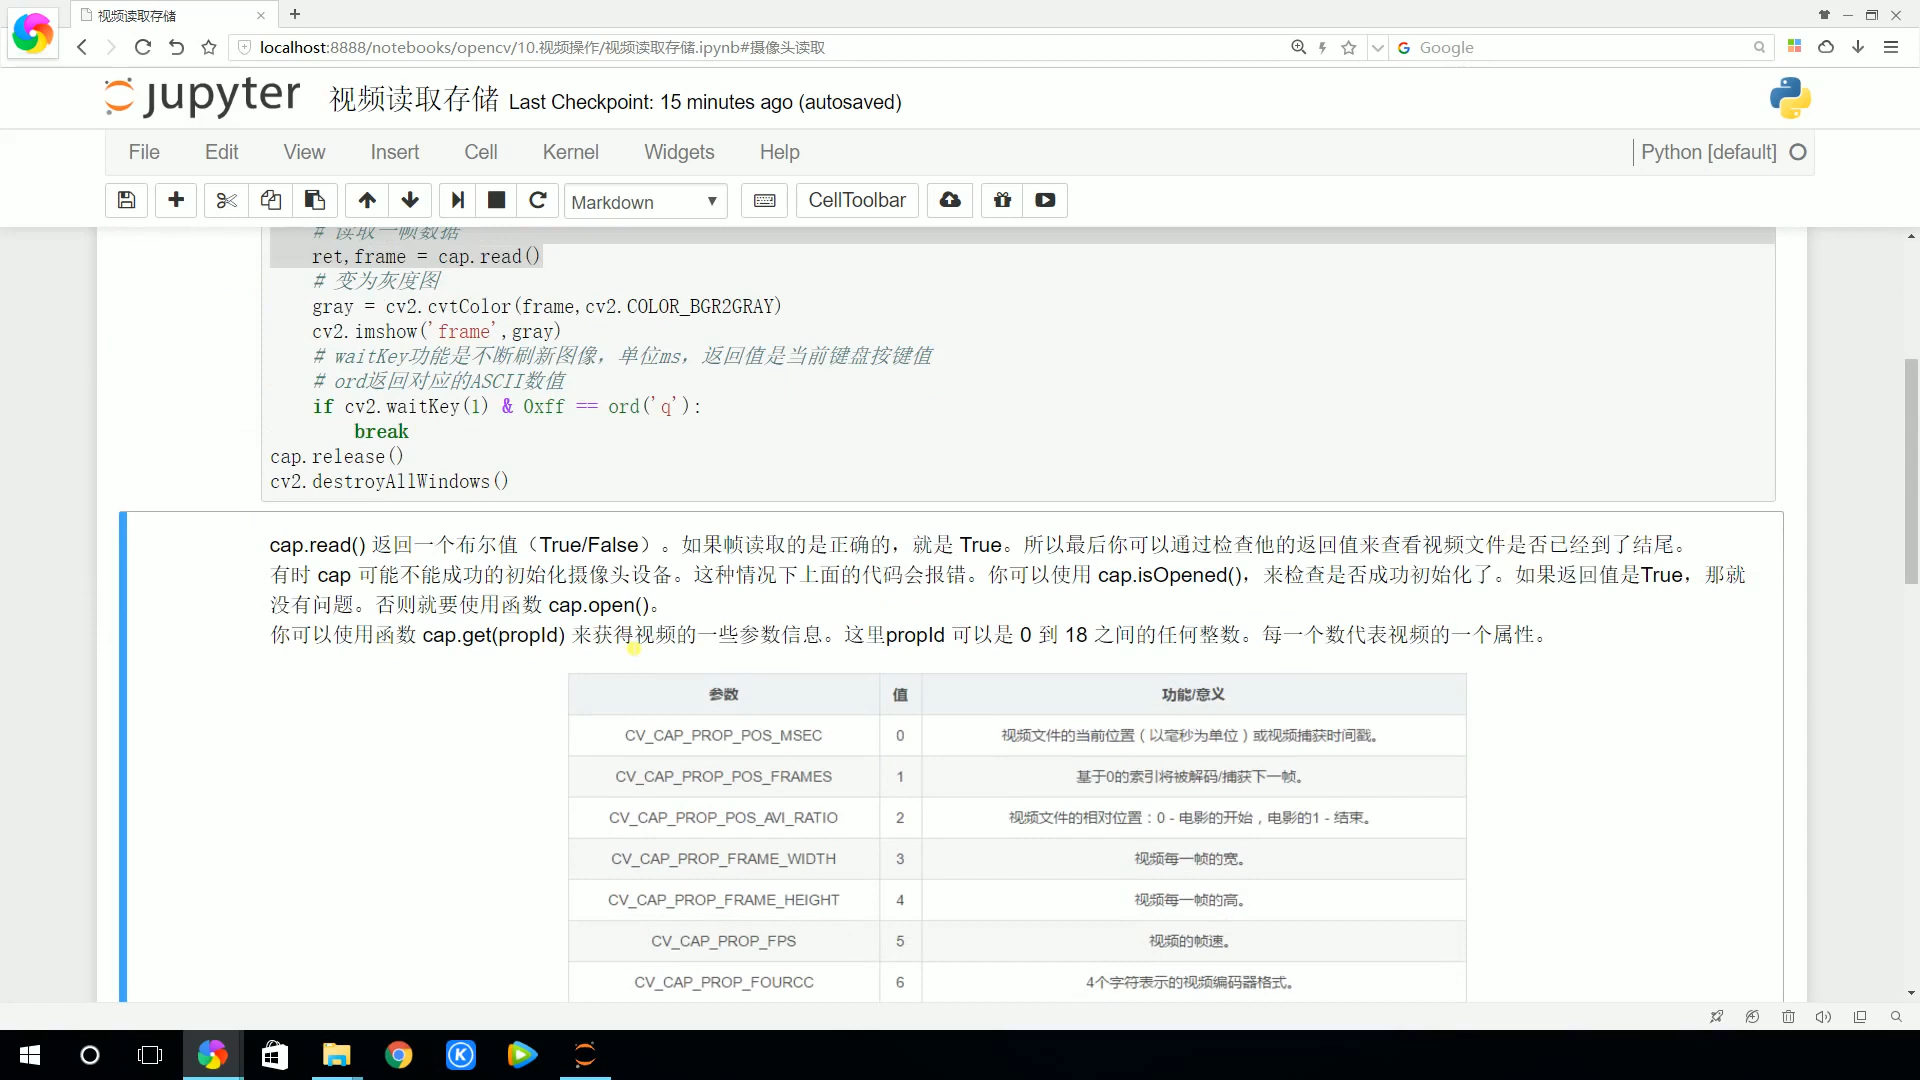 视频读取存储
localhost:8888/notebooks/opencv/10.视频操作/视频读取存储.ipynb#摄像头读取
Google
jupyter 视频读取存储 Last Checkpoint: 15 minutes ago (autosaved)
File Edit View Insert Cell Kernel Widgets Help Python [default]
Markdown CellToolbar
# 读取一帧数据
ret,frame = cap.read()
# 变为灰度图
gray = cv2.cvtColor(frame,cv2.COLOR_BGR2GRAY)
cv2.imshow('frame',gray)
# waitKey功能是不断刷新图像，单位ms，返回值是当前键盘按键值
# ord返回对应的ASCII数值
if cv2.waitKey(1) & 0xff == ord('q'):
break
cap.release()
cv2.destroyAllWindows()
cap.read() 返回一个布尔值（True/False）。如果帧读取的是正确的，就是 True。所以最后你可以通过检查他的返回值来查看视频文件是否已经到了结尾。
有时 cap 可能不能成功的初始化摄像头设备。这种情况下上面的代码会报错。你可以使用 cap.isOpened()，来检查是否成功初始化了。如果返回值是True，那就
没有问题。否则就要使用函数 cap.open()。
你可以使用函数 cap.get(propId) 来获得视频的一些参数信息。这里propId 可以是 0 到 18 之间的任何整数。每一个数代表视频的一个属性。
参数 值 功能/意义
CV_CAP_PROP_POS_MSEC 0 视频文件的当前位置（以毫秒为单位）或视频捕获时间戳。
CV_CAP_PROP_POS_FRAMES 1 基于0的索引将被解码/捕获下一帧。
CV_CAP_PROP_POS_AVI_RATIO 2 视频文件的相对位置：0 - 电影的开始，电影的1 - 结束。
CV_CAP_PROP_FRAME_WIDTH 3 视频每一帧的宽。
CV_CAP_PROP_FRAME_HEIGHT 4 视频每一帧的高。
CV_CAP_PROP_FPS 5 视频的帧速。
CV_CAP_PROP_FOURCC 6 4个字符表示的视频编码器格式。